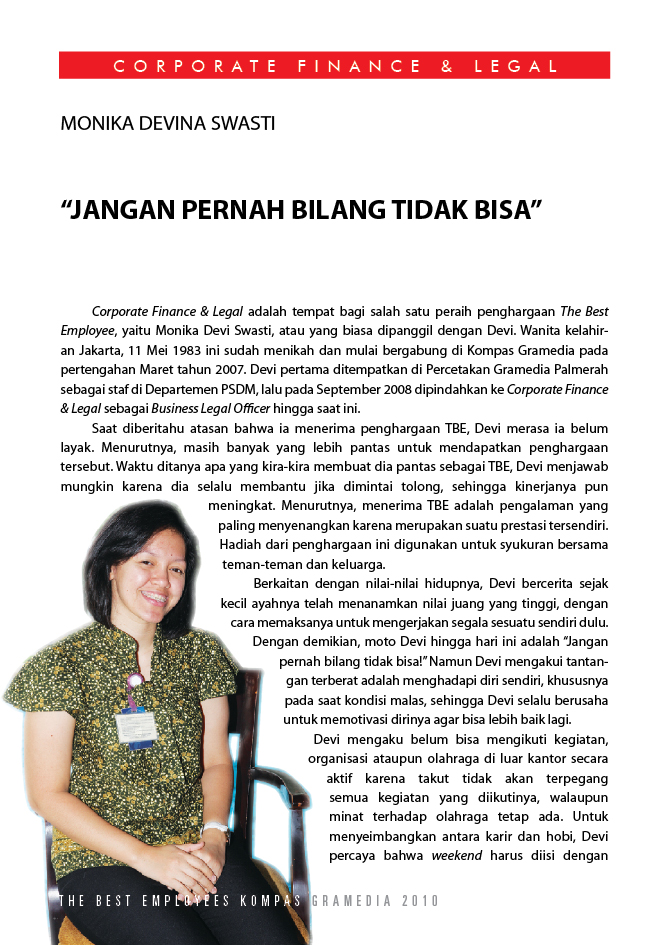 CORPORATE FINANCE & LEGAL
MONIKA DEVINA SWASTI
“JANGAN PERNAH BILANG TIDAK BISA”
Corporate Finance & Legal adalah tempat bagi salah satu peraih penghargaan The Best
Employee, yaitu Monika Devi Swasti, atau yang biasa dipanggil dengan Devi. Wanita kelahir-
an Jakarta, 11 Mei 1983 ini sudah menikah dan mulai bergabung di Kompas Gramedia pada
pertengahan Maret tahun 2007. Devi pertama ditempatkan di Percetakan Gramedia Palmerah
sebagai staf di Departemen PSDM, lalu pada September 2008 dipindahkan ke Corporate Finance
& Legal sebagai Business Legal Officer hingga saat ini.
Saat diberitahu atasan bahwa ia menerima penghargaan TBE, Devi merasa ia belum
layak. Menurutnya, masih banyak yang lebih pantas untuk mendapatkan penghargaan
tersebut. Waktu ditanya apa yang kira-kira membuat dia pantas sebagai TBE, Devi menjawab
mungkin karena dia selalu membantu jika dimintai tolong, sehingga kinerjanya pun
meningkat. Menurutnya, menerima TBE adalah pengalaman yang
paling menyenangkan karena merupakan suatu prestasi tersendiri.
Hadiah dari penghargaan ini digunakan untuk syukuran bersama
teman-teman dan keluarga.
Berkaitan dengan nilai-nilai hidupnya, Devi bercerita sejak
kecil ayahnya telah menanamkan nilai juang yang tinggi, dengan
cara memaksanya untuk mengerjakan segala sesuatu sendiri dulu.
Dengan demikian, moto Devi hingga hari ini adalah “Jangan
pernah bilang tidak bisa!” Namun Devi mengakui tantan-
gan terberat adalah menghadapi diri sendiri, khususnya
pada saat kondisi malas, sehingga Devi selalu berusaha
untuk memotivasi dirinya agar bisa lebih baik lagi.
Devi mengaku belum bisa mengikuti kegiatan,
organisasi ataupun olahraga di luar kantor secara
aktif karena takut tidak akan terpegang
semua kegiatan yang diikutinya, walaupun
minat terhadap olahraga tetap ada. Untuk
menyeimbangkan antara karir dan hobi, Devi
percaya bahwa weekend harus diisi dengan
THE BEST EMPLOYEES KOMPAS GRAMEDIA 2010